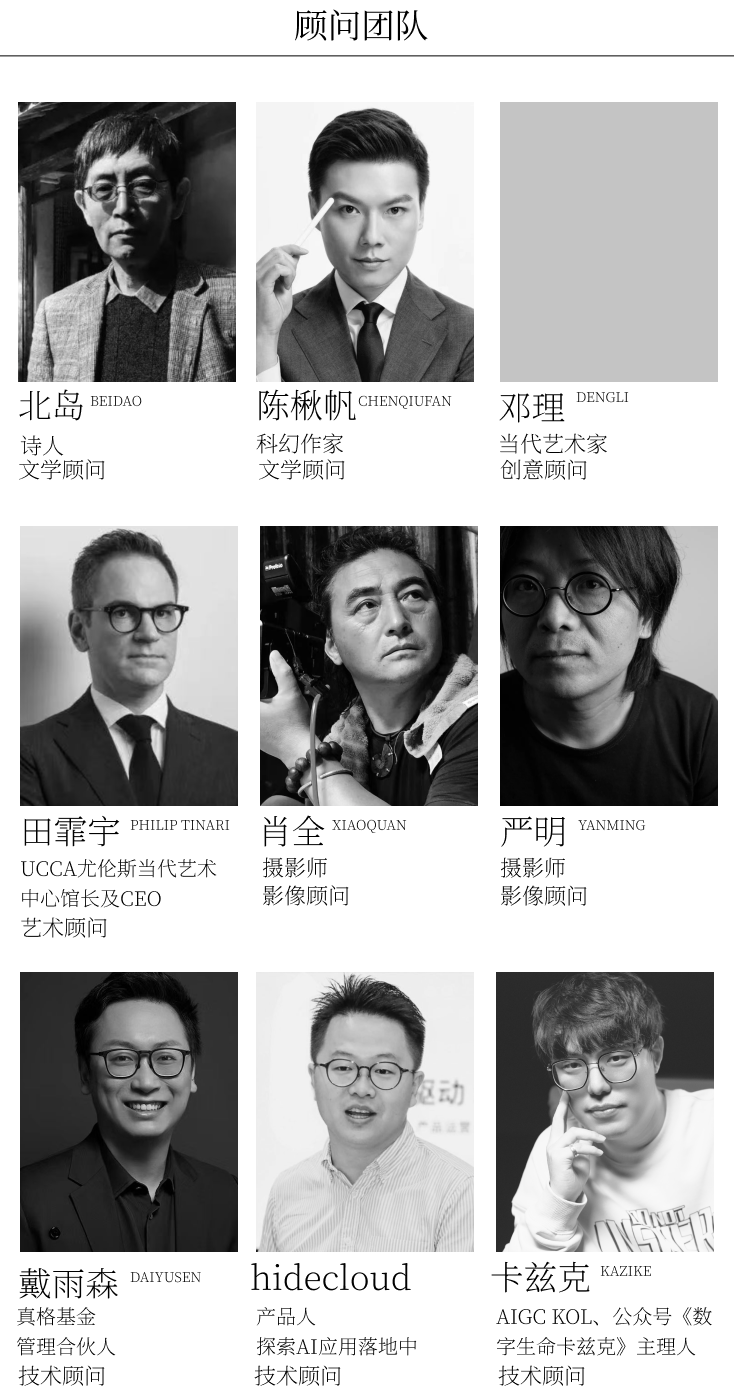 顾问团队
北岛 BEIDAO
诗人
文学顾问
陈楸帆 CHENQIUFAN
科幻作家
文学顾问
邓理 DENGLI
当代艺术家
创意顾问
田霏宇 PHILIP TINARI
UCCA尤伦斯当代艺术
中心馆长及CEO
艺术顾问
肖全 XIAOQUAN
摄影师
影像顾问
严明 YANMING
摄影师
影像顾问
驱动
产品运营
戴雨森 DAIYUSEN
真格基金
管理合伙人
技术顾问
hidecloud
产品人
探索AI应用落地中
技术顾问
卡兹克 KAZIKE
AIGC KOL、公众号《数
字生命卡兹克》主理人
技术顾问